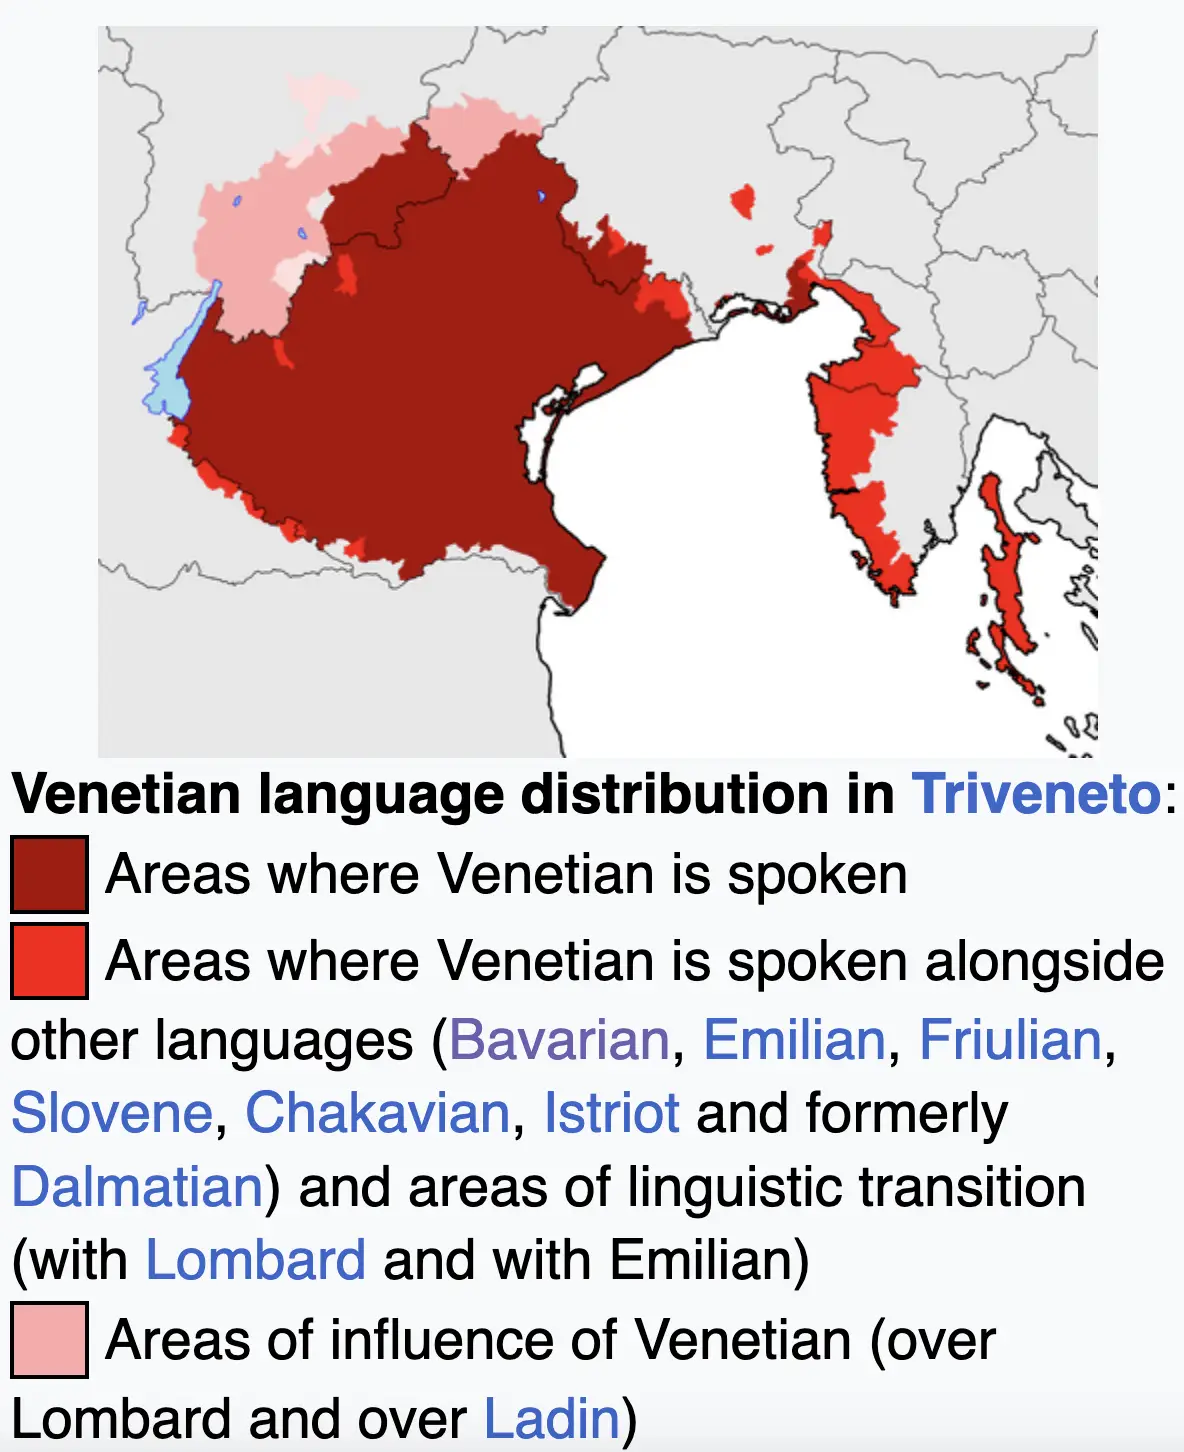 Venetian language distribution in Triveneto:
Areas where Venetian is spoken
Areas where Venetian is spoken alongside
other languages (Bavarian, Emilian, Friulian,
Slovene, Chakavian, Istriot and formerly
Dalmatian) and areas of linguistic transition
(with Lombard and with Emilian)
Areas of influence of Venetian (over
Lombard and over Ladin)